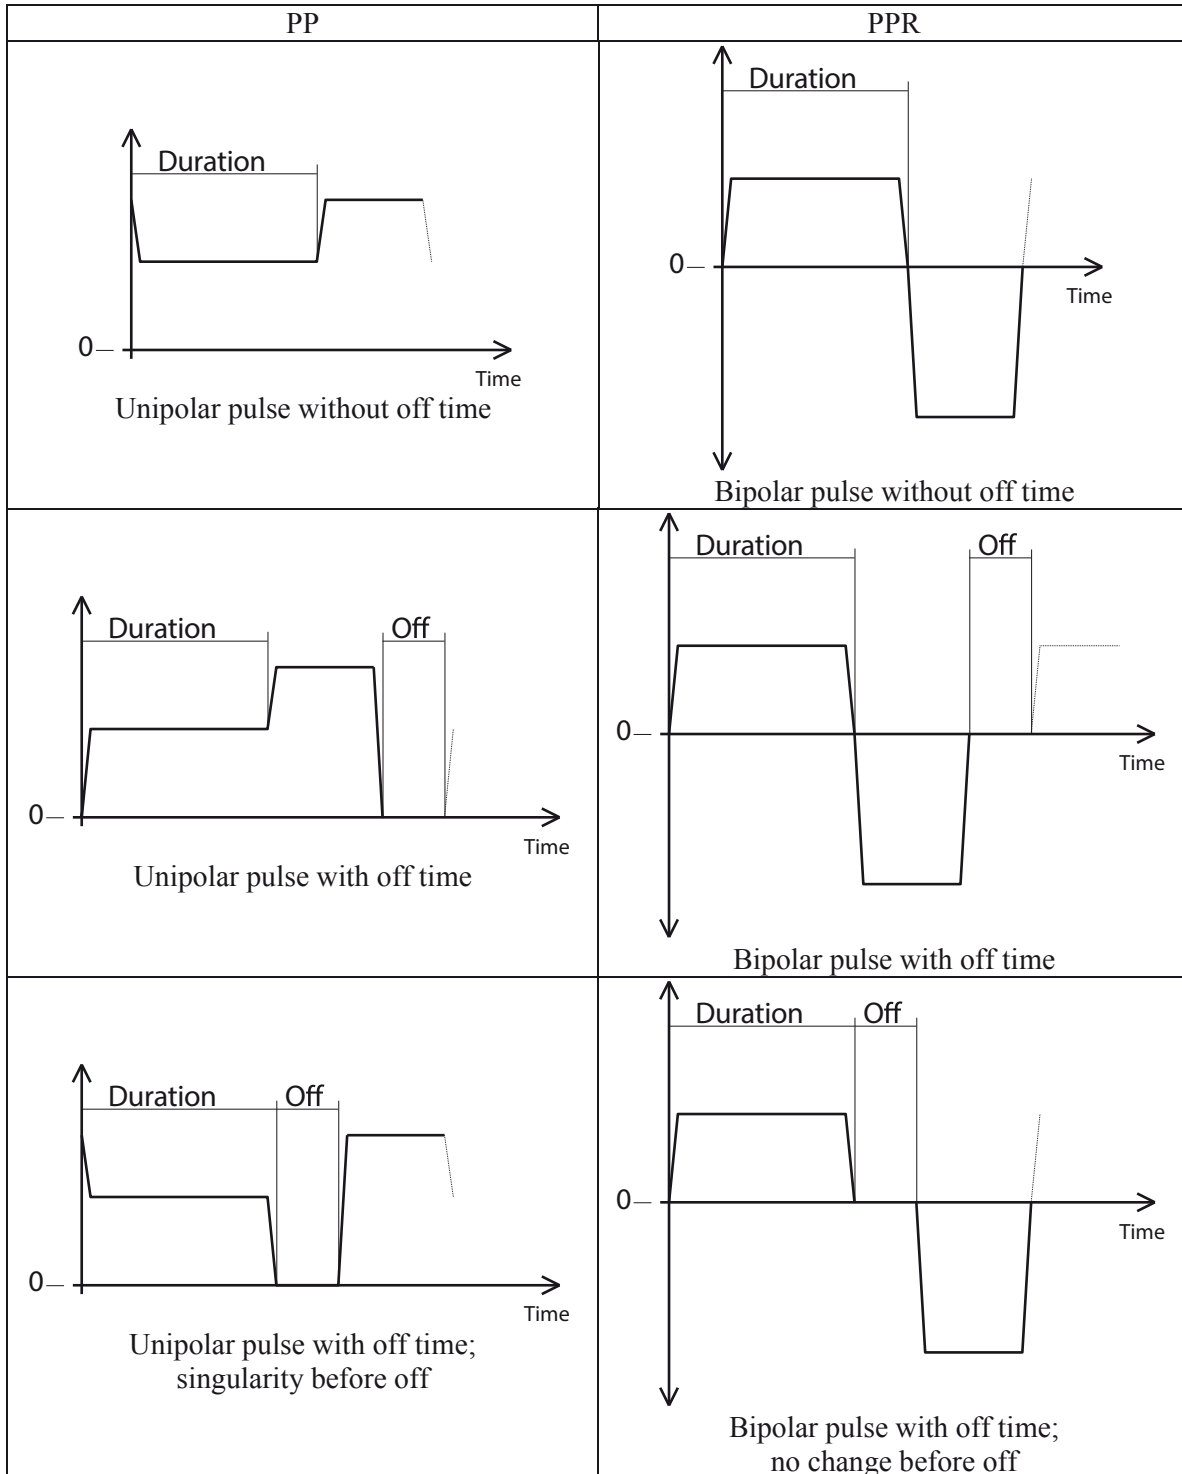 PP
PPR
Duration
0
Time
Unipolar pulse without off time
Duration
0
Time
Bipolar pulse without off time
Duration
Off
0
Time
Unipolar pulse with off time
Duration
Off
0
Time
Bipolar pulse with off time
Duration
Off
0
Time
Unipolar pulse with off time;
singularity before off
Duration
Off
0
Time
Bipolar pulse with off time;
no change before off